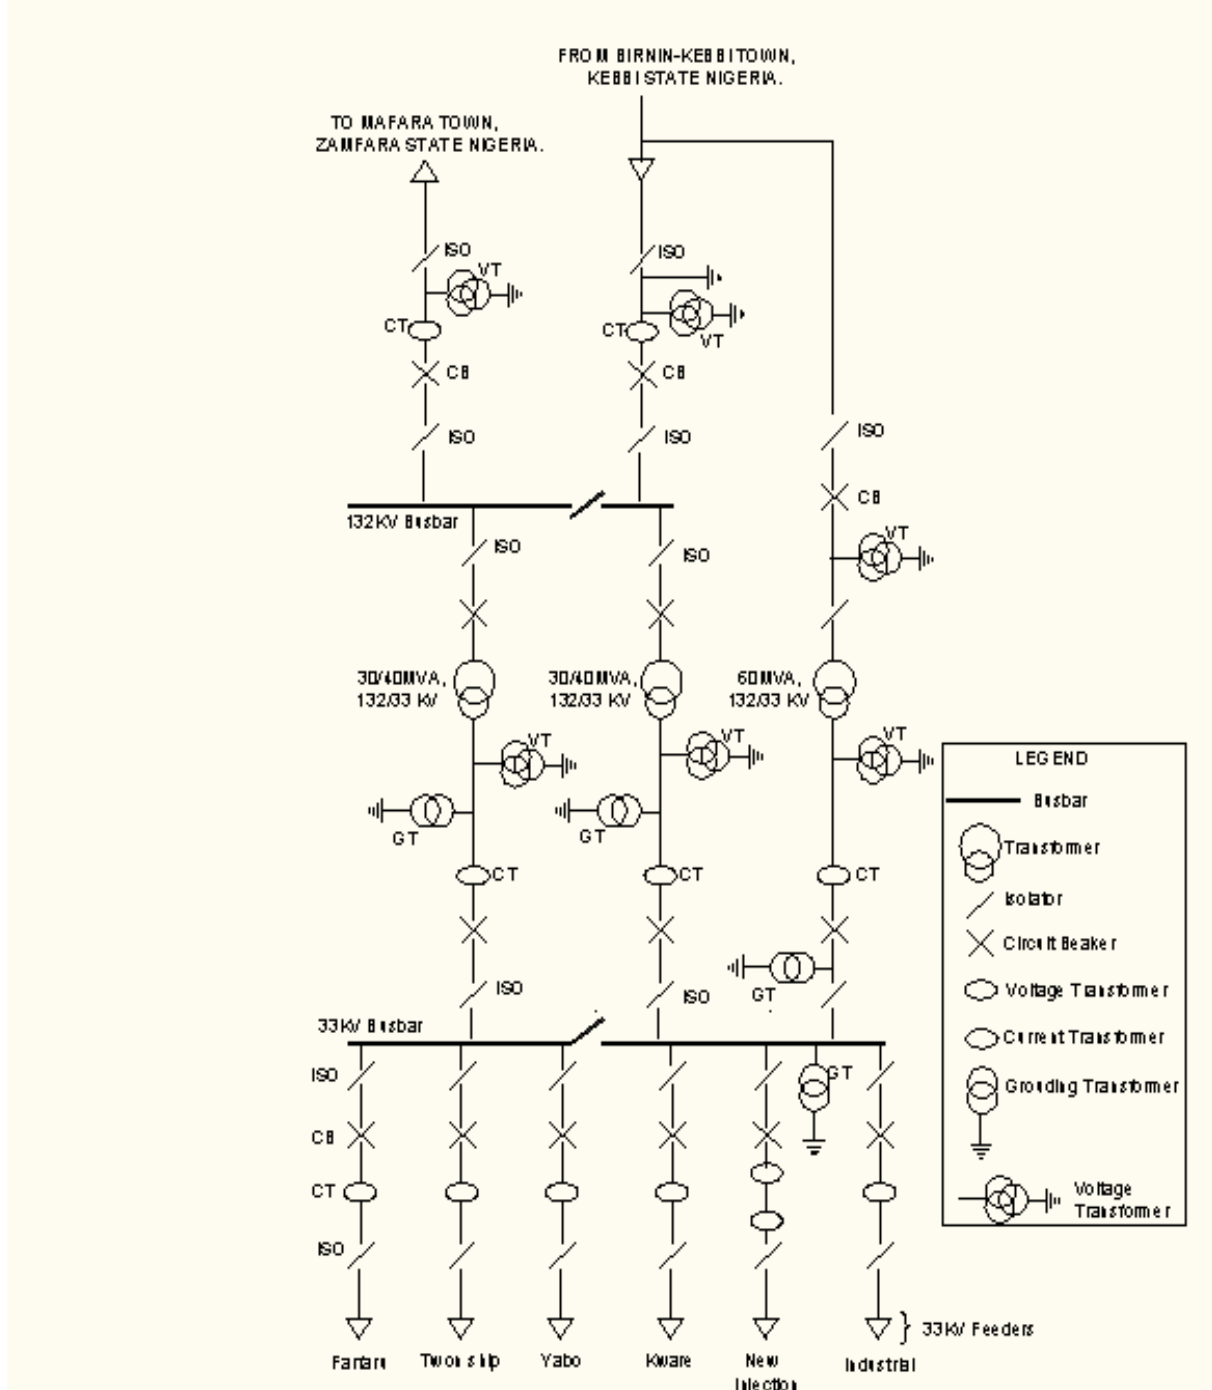 FROM BIRNIN-KEBBI TOWN,
KEBBI STATE NIGERIA.
TO MAFARA TOWN,
ZAMFARA STATE NIGERIA.
ISO
VT
CT
CB
ISO
ISO
CT
VT
CB
ISO
ISO
CB
VT
132KV Busbar
ISO
ISO
30/40MVA,
132/33 KV
30/40MVA,
132/33 KV
60MVA,
132/33 KV
VT
GT
CT
VT
GT
CT
VT
CT
GT
ISO
ISO
33KV Busbar
ISO
CB
CT
ISO
GT
Farfaru
Twonship
Yabo
Kware
New
Injection
Industrial
33KV Feeders
LEGEND
Busbar
Transformer
Isolator
Circuit Beaker
Voltage Transformer
Current Transformer
Grouding Transformer
Voltage
Transformer